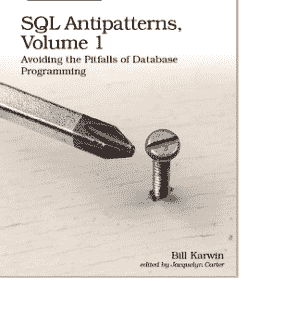 SQL Antipatterns,
Volume 1
Avoiding the Pitfalls of Database
Programming
Bill Karwin
edited by Jacquelyn Carter